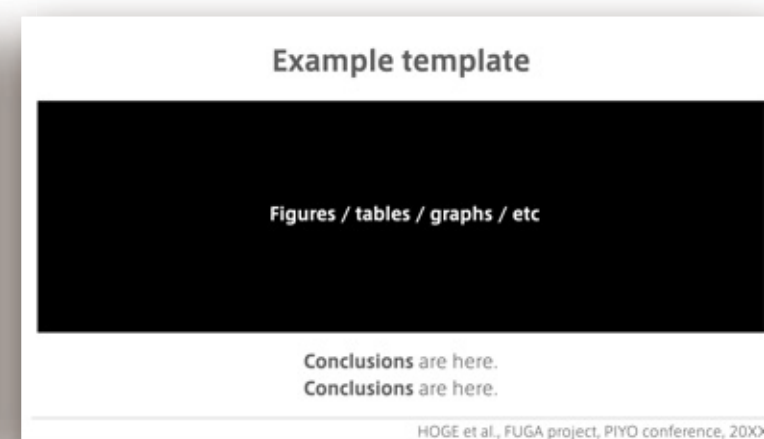 Example template
Figures / tables / graphs / etc
Conclusions are here.
Conclusions are here.
HOGE et al., FUGA project, PIYO conference, 20XX